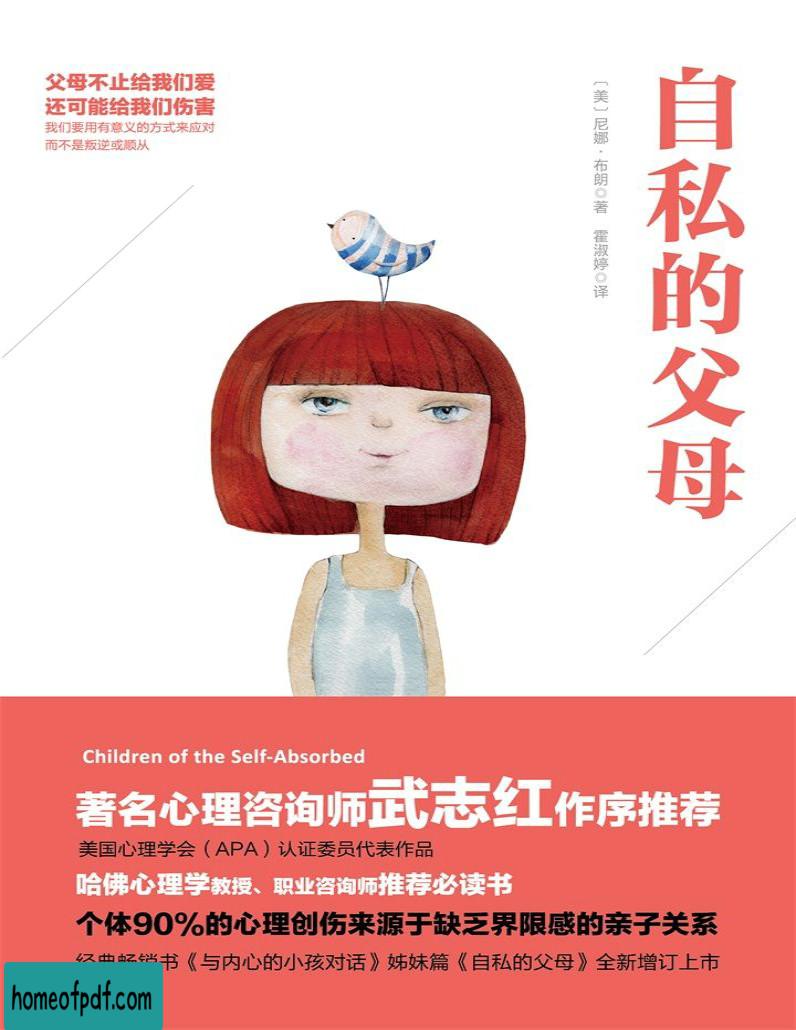 父母不止给我们爱
还可能给我们伤害
我们要用有意义的方式来应对
而不是叛逆或顺从
自私的父母
〔美〕尼娜·布朗◎著 霍淑婷◎译
Children of the Self-Absorbed
著名心理咨询师武志红作序推荐
美国心理学会（APA）认证委员代表作品
哈佛心理学教授、职业咨询师推荐必读书
个体90%的心理创伤来源于缺乏界限感的亲子关系
经典畅销书《与内心的小孩对话》姊妹篇《自私的父母》全新增订上市
homeofpdf.com